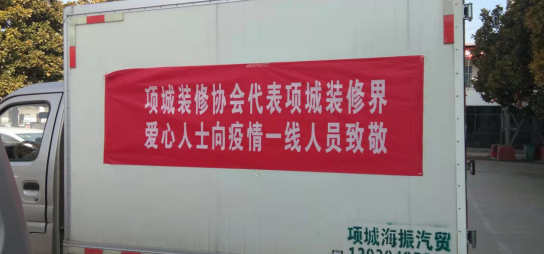 项城装修协会代表项城装修界
爱心人士向疫情一线人员致敬
项城海振汽贸